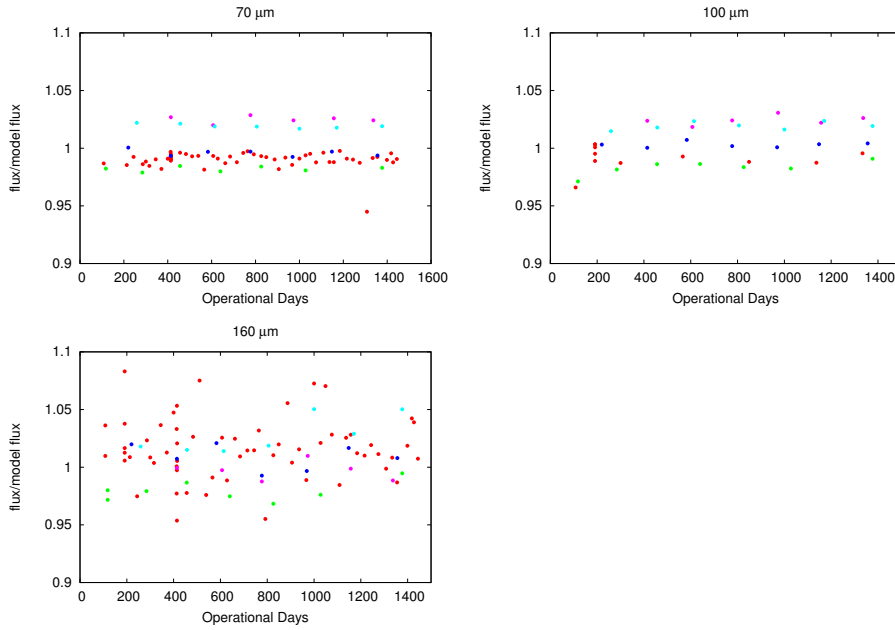 70 μm
1.1
1.05
1
0.95
0.9
flux/model flux
0 200 400 600 800 1000 1200 1400 1600
Operational Days
100 μm
1.1
1.05
1
0.95
0.9
flux/model flux
0 200 400 600 800 1000 1200 1400
Operational Days
160 μm
1.1
1.05
1
0.95
0.9
flux/model flux
0 200 400 600 800 1000 1200 1400
Operational Days